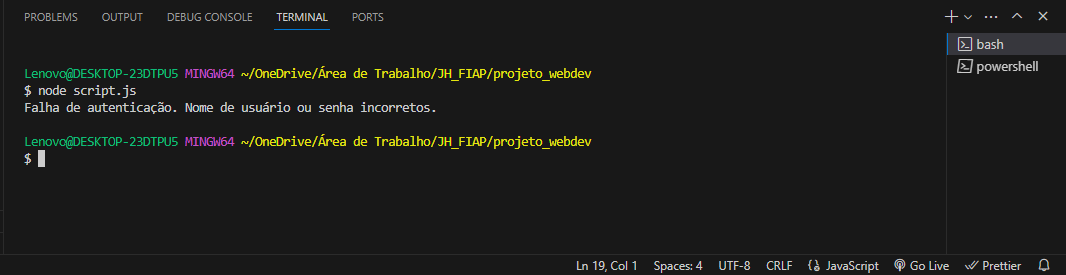 PROBLEMS OUTPUT DEBUG CONSOLE TERMINAL PORTS
bash
powershell
Lenovo@DESKTOP-23DTPU5 MINGW64 ~/OneDrive/Área de Trabalho/JH_FIAP/projeto_webdev
$ node script.js
Falha de autenticação. Nome de usuário ou senha incorretos.
Lenovo@DESKTOP-23DTPU5 MINGW64 ~/OneDrive/Área de Trabalho/JH_FIAP/projeto_webdev
$
Ln 19, Col 1 Spaces: 4 UTF-8 CRLF JavaScript Go Live Prettier